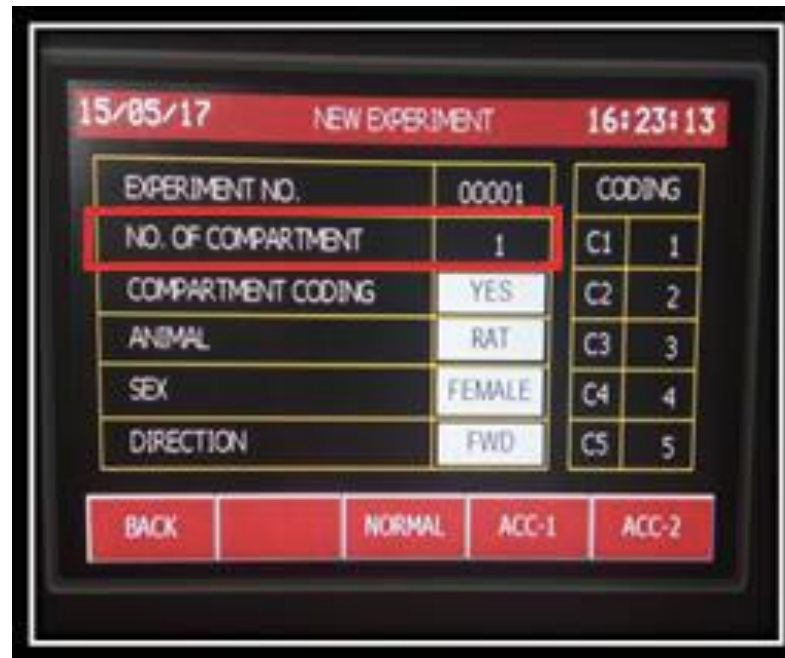 15/05/17 NEW EXPERIMENT 16:23:13
EXPERIMENT NO. 00001 CODING
NO. OF COMPARTMENT 1 C1 1
COMPARTMENT CODING YES C2 2
ANIMAL RAT C3 3
SEX FEMALE C4 4
DIRECTION FWD C5 5
BACK NORMAL ACC-1 ACC-2